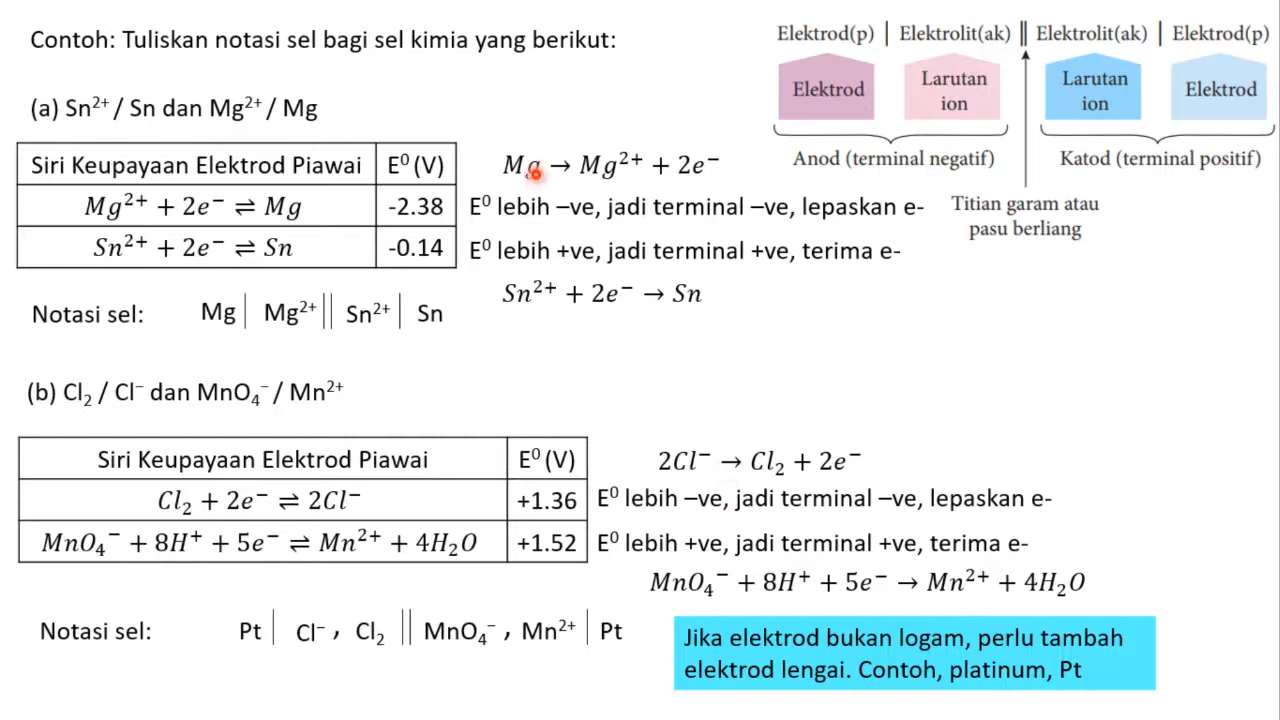 Contoh: Tuliskan notasi sel bagi sel kimia yang berikut:
Elektrod(p) | Elektrolit(ak) || Elektrolit(ak) | Elektrod(p)
Elektrod
Larutan
ion
Larutan
ion
Elektrod
Anod (terminal negatif)
Katod (terminal positif)
Titian garam atau
pasu berliang
(a) Sn²⁺ / Sn dan Mg²⁺ / Mg
Siri Keupayaan Elektrod Piawai E⁰ (V)
Mg²⁺ + 2e⁻ ⇌ Mg -2.38
Sn²⁺ + 2e⁻ ⇌ Sn -0.14
Mg → Mg²⁺ + 2e⁻
E⁰ lebih –ve, jadi terminal –ve, lepaskan e-
E⁰ lebih +ve, jadi terminal +ve, terima e-
Sn²⁺ + 2e⁻ → Sn
Notasi sel: Mg | Mg²⁺ || Sn²⁺ | Sn
(b) Cl₂ / Cl⁻ dan MnO₄⁻ / Mn²⁺
Siri Keupayaan Elektrod Piawai E⁰ (V)
Cl₂ + 2e⁻ ⇌ 2Cl⁻ +1.36
MnO₄⁻ + 8H⁺ + 5e⁻ ⇌ Mn²⁺ + 4H₂O +1.52
2Cl⁻ → Cl₂ + 2e⁻
E⁰ lebih –ve, jadi terminal –ve, lepaskan e-
E⁰ lebih +ve, jadi terminal +ve, terima e-
MnO₄⁻ + 8H⁺ + 5e⁻ → Mn²⁺ + 4H₂O
Notasi sel: Pt | Cl⁻ , Cl₂ || MnO₄⁻ , Mn²⁺ | Pt
Jika elektrod bukan logam, perlu tambah
elektrod lengai. Contoh, platinum, Pt